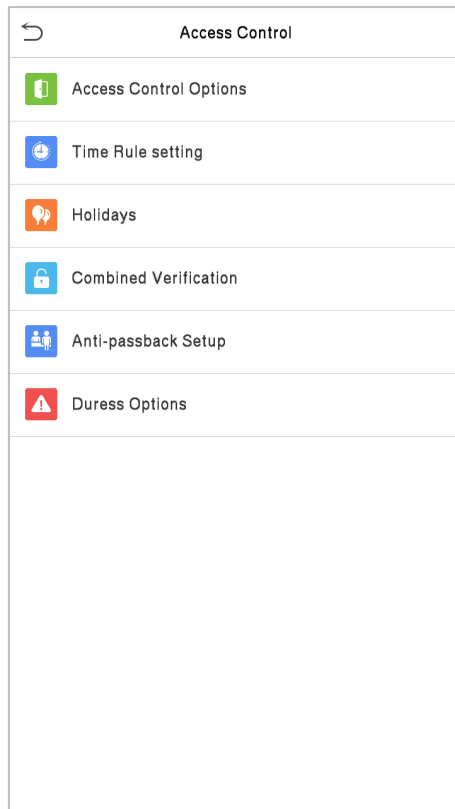 Access Control
Access Control Options
Time Rule setting
Holidays
Combined Verification
Anti-passback Setup
Duress Options